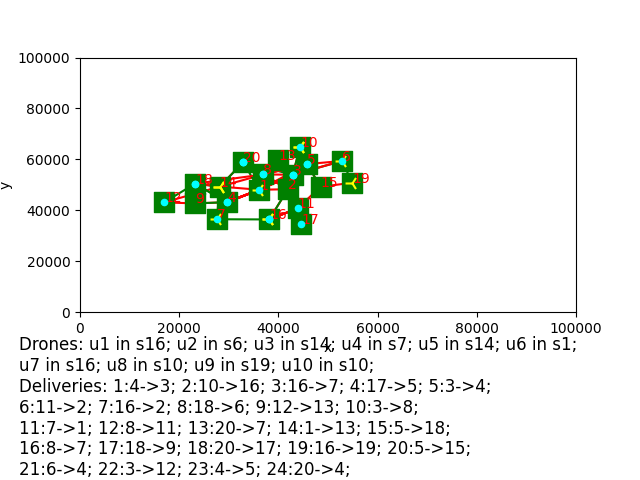 100000
80000
60000
40000
20000
0
y
0 20000 40000 60000 80000 100000
x
Drones: u1 in s16; u2 in s6; u3 in s14; u4 in s7; u5 in s14; u6 in s1;
u7 in s16; u8 in s10; u9 in s19; u10 in s10;
Deliveries: 1:4->3; 2:10->16; 3:16->7; 4:17->5; 5:3->4;
6:11->2; 7:16->2; 8:18->6; 9:12->13; 10:3->8;
11:7->1; 12:8->11; 13:20->7; 14:1->13; 15:5->18;
16:8->7; 17:18->9; 18:20->17; 19:16->19; 20:5->15;
21:6->4; 22:3->12; 23:4->5; 24:20->4;